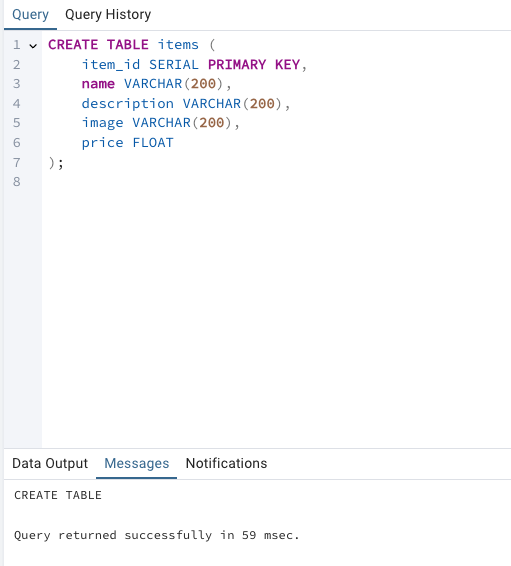 Query Query History
1 CREATE TABLE items (
2 item_id SERIAL PRIMARY KEY,
3 name VARCHAR(200),
4 description VARCHAR(200),
5 image VARCHAR(200),
6 price FLOAT
7 );
8
Data Output Messages Notifications
CREATE TABLE
Query returned successfully in 59 msec.